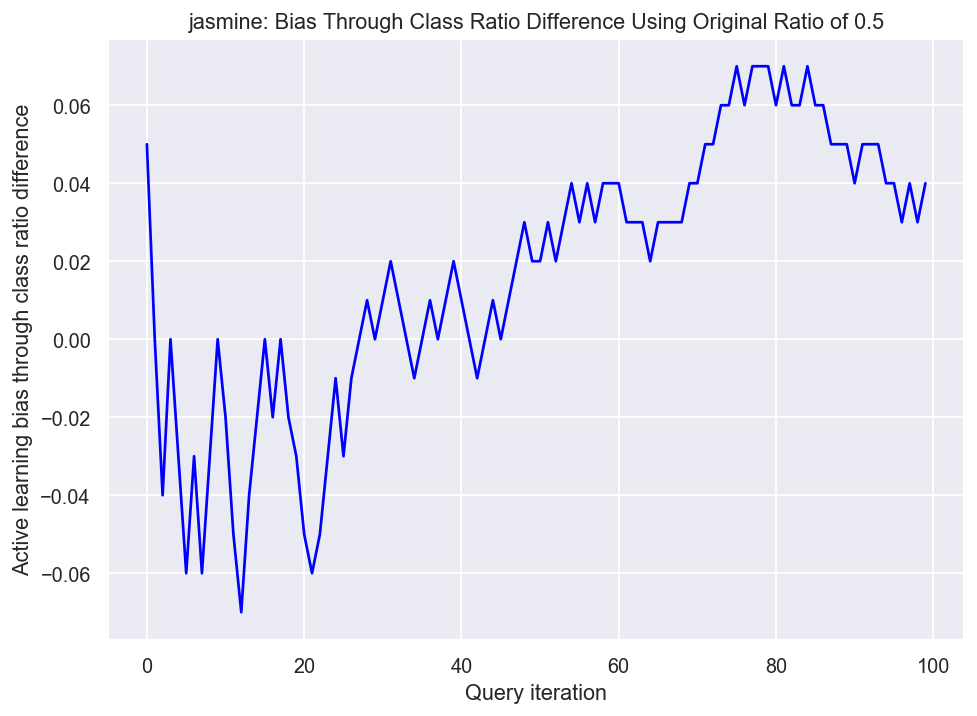 jasmine: Bias Through Class Ratio Difference Using Original Ratio of 0.5
Active learning bias through class ratio difference
0.06
0.04
0.02
0.00
−0.02
−0.04
−0.06
0 20 40 60 80 100
Query iteration